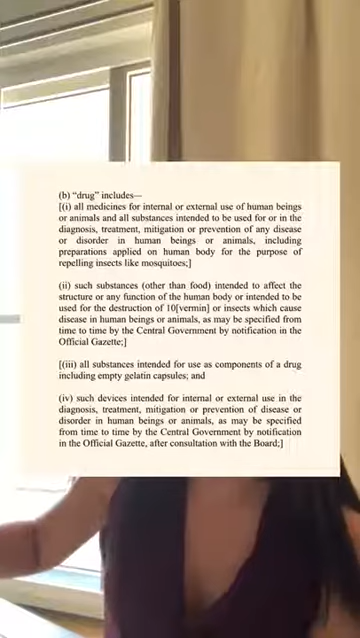 (b) “drug” includes—
[(i) all medicines for internal or external use of human beings
or animals and all substances intended to be used for or in the
diagnosis, treatment, mitigation or prevention of any disease
or disorder in human beings or animals, including
preparations applied on human body for the purpose of
repelling insects like mosquitoes;]
(ii) such substances (other than food) intended to affect the
structure or any function of the human body or intended to be
used for the destruction of 10[vermin] or insects which cause
disease in human beings or animals, as may be specified from
time to time by the Central Government by notification in the
Official Gazette;]
[(iii) all substances intended for use as components of a drug
including empty gelatin capsules; and
(iv) such devices intended for internal or external use in the
diagnosis, treatment, mitigation or prevention of disease or
disorder in human beings or animals, as may be specified
from time to time by the Central Government by notification
in the Official Gazette, after consultation with the Board;]